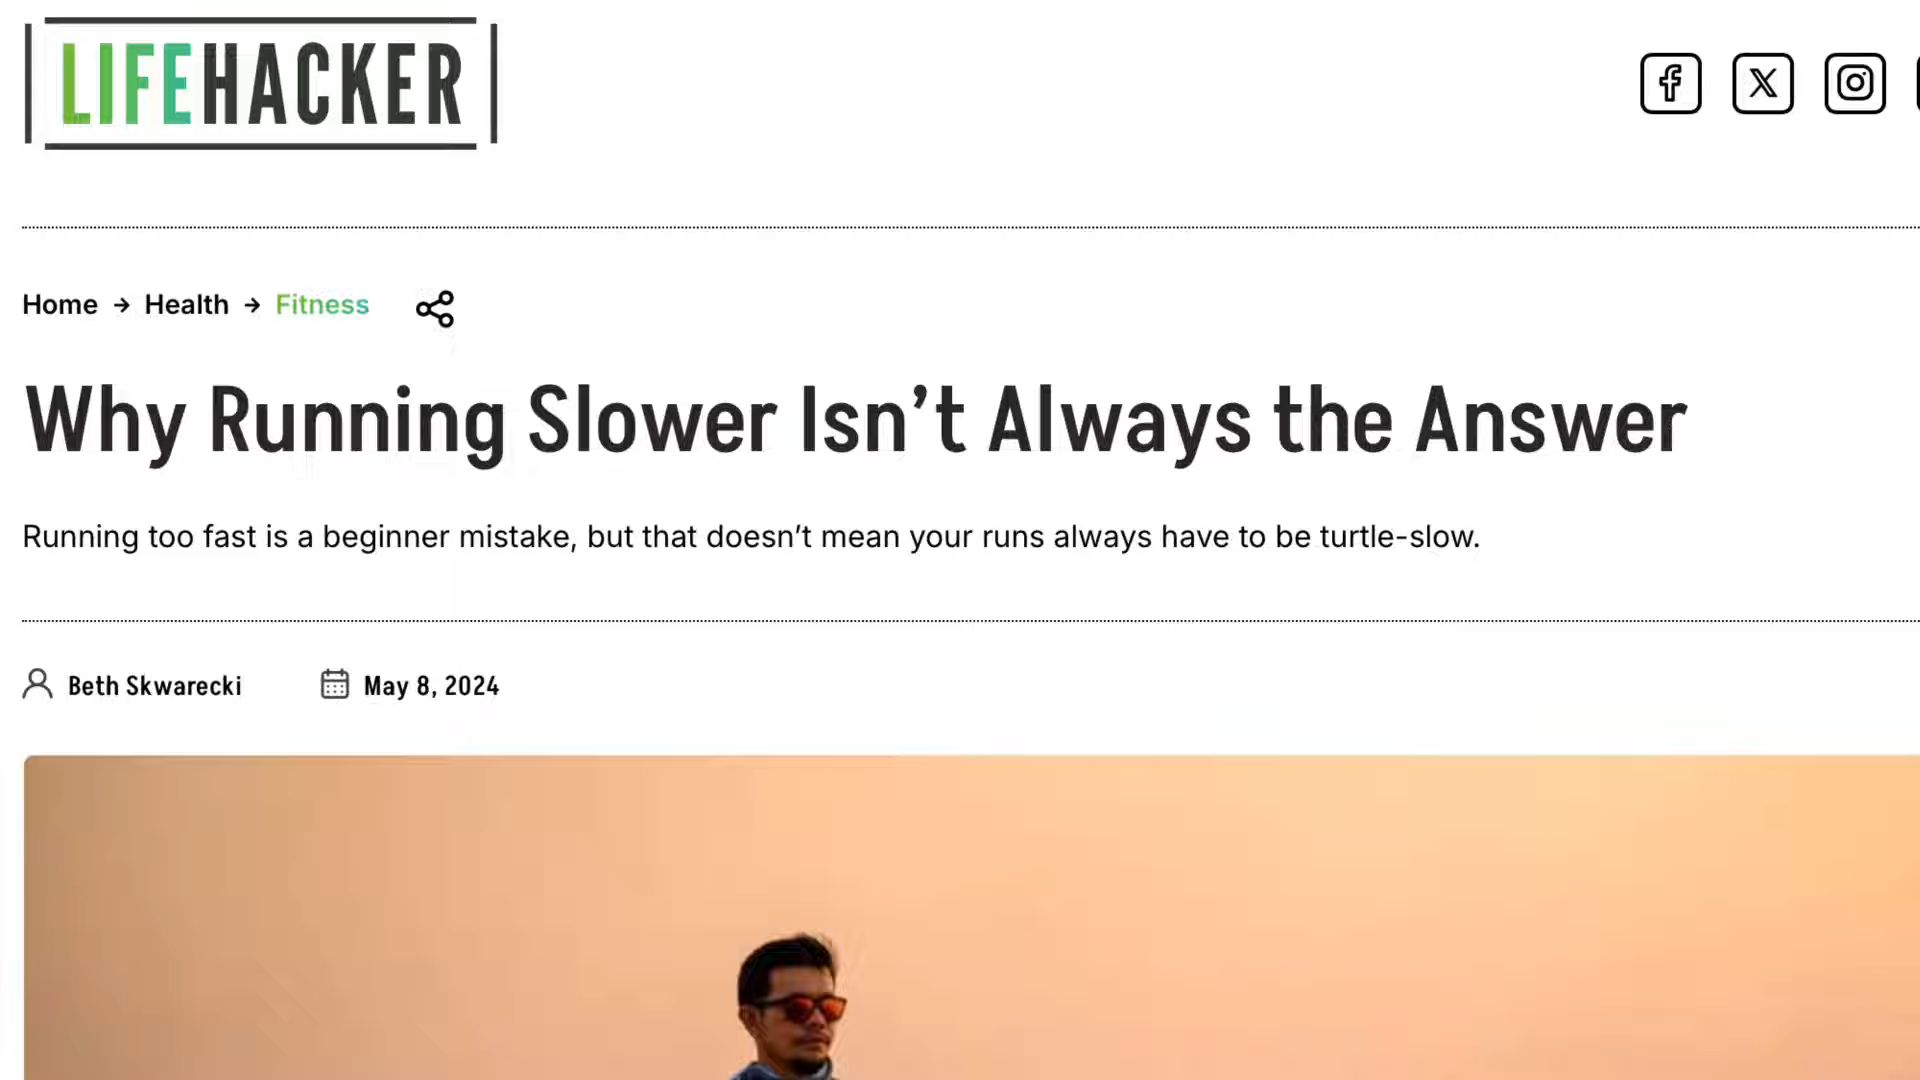 LIFEHACKER
Home → Health → Fitness
Why Running Slower Isn’t Always the Answer
Running too fast is a beginner mistake, but that doesn’t mean your runs always have to be turtle-slow.
Beth Skwarecki May 8, 2024